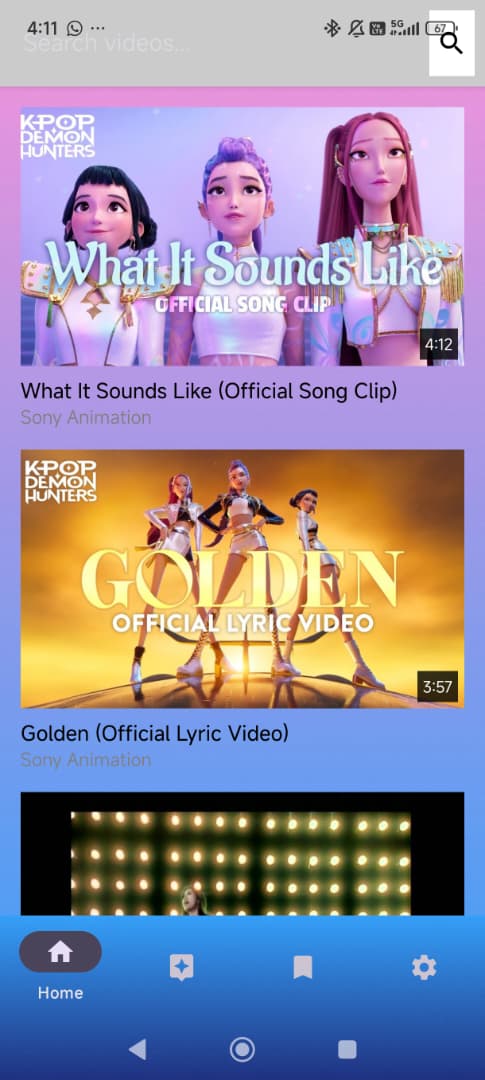 4:11
5G
67
Search videos...
K-POP
DEMON
HUNTERS
What It Sounds Like
OFFICIAL SONG CLIP
4:12
What It Sounds Like (Official Song Clip)
Sony Animation
K-POP
DEMON
HUNTERS
GOLDEN
OFFICIAL LYRIC VIDEO
3:57
Golden (Official Lyric Video)
Sony Animation
Home